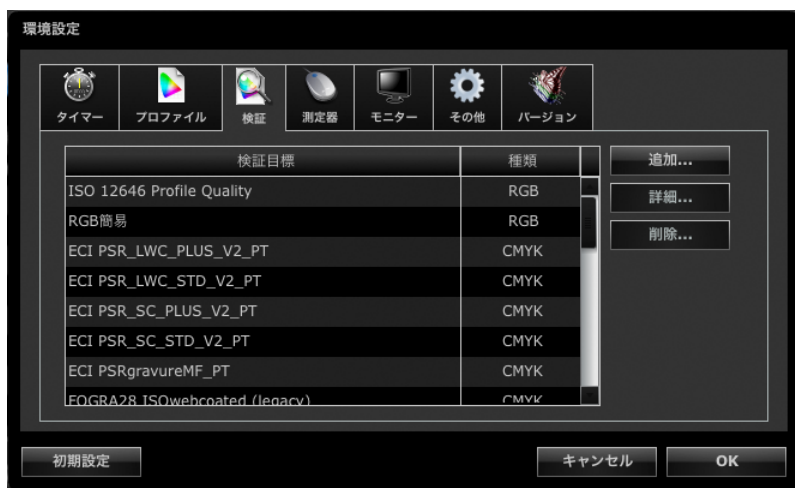 環境設定
タイマー プロファイル 検証 測定器 モニター その他 バージョン
検証目標 種類 追加...
ISO 12646 Profile Quality RGB 詳細...
RGB簡易 RGB 削除...
ECI PSR_LWC_PLUS_V2_PT CMYK
ECI PSR_LWC_STD_V2_PT CMYK
ECI PSR_SC_PLUS_V2_PT CMYK
ECI PSR_SC_STD_V2_PT CMYK
ECI PSRgravureMF_PT CMYK
FOGRA28 ISOwebcoated (legacy) CMYK
初期設定 キャンセル OK